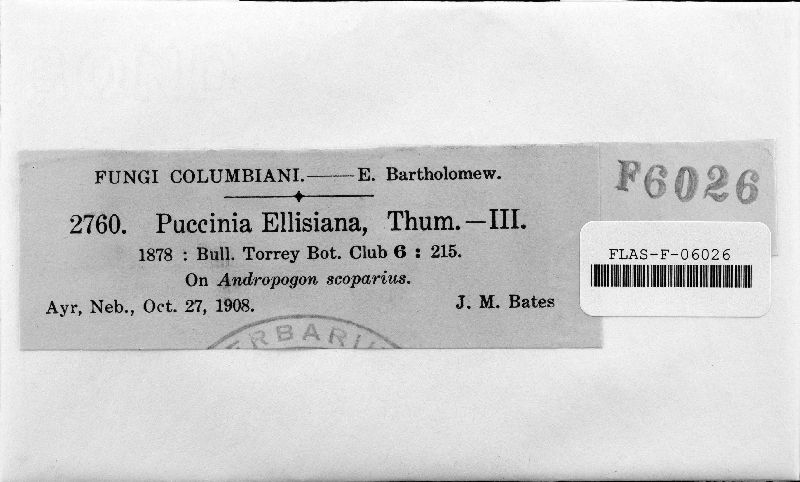 FUNGI COLUMBIANI.—E. Bartholomew.
2760. Puccinia Ellisiana, Thum.—III.
1878 : Bull. Torrey Bot. Club 6 : 215.
On Andropogon scoparius.
Ayr, Neb., Oct. 27, 1908. J. M. Bates
F6026
FLAS-F-06026